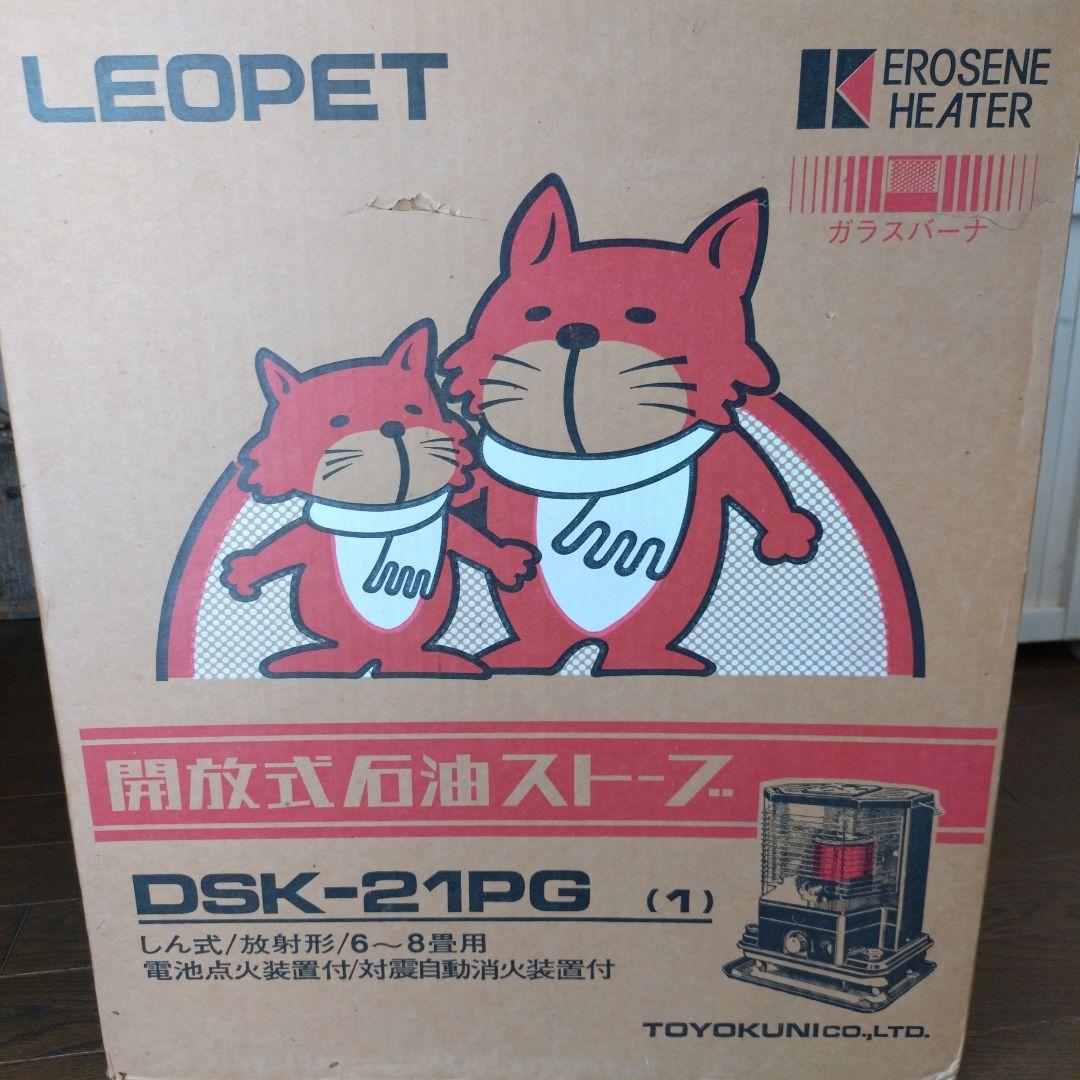 LEOPET
KEROSENE
HEATER
ガラスバーナ
開放式石油ストーブ
DSK-21PG (1)
しん式/放射形/6～8畳用
電池点火装置付/対震自動消火装置付
TOYOKUNI CO.,LTD.